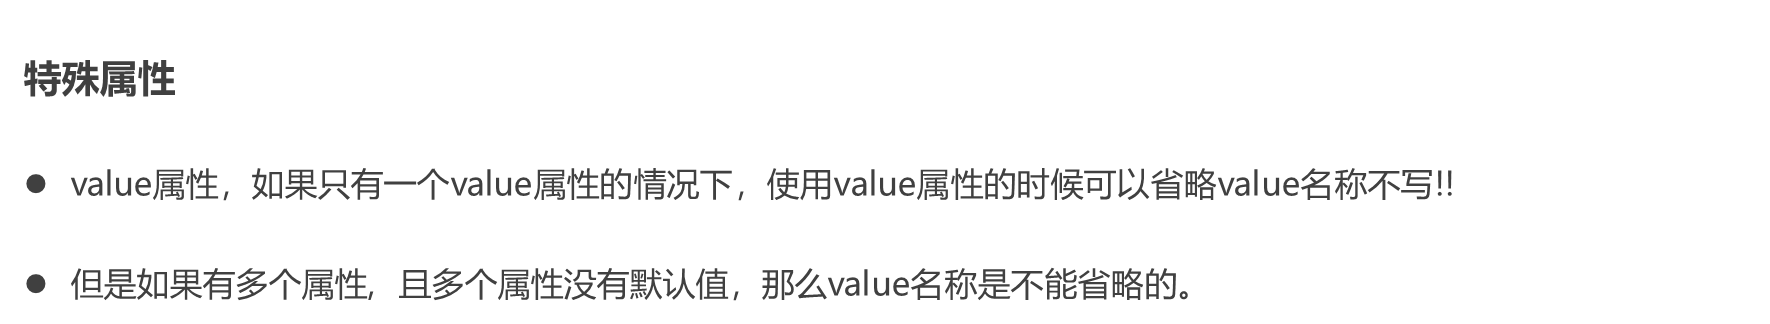 特殊属性
● value属性，如果只有一个value属性的情况下，使用value属性的时候可以省略value名称不写!!
● 但是如果有多个属性, 且多个属性没有默认值，那么value名称是不能省略的。